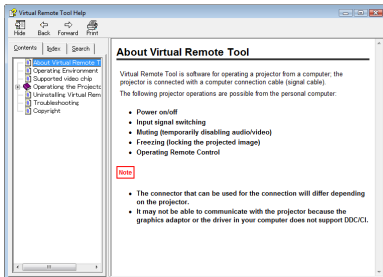 Virtual Remote Tool Help
Hide Back Forward Print
Contents Index Search
About Virtual Remote T
Operating Environment
Supported video chip
Operationg the Projecto
Uninstalling Virtual Rem
Troubleshooting
Copyright
About Virtual Remote Tool
Virtual Remote Tool is software for operating a projector from a computer; the
projector is connected with a computer connection cable (signal cable).
The following projector operations are possible from the personal computer:
• Power on/off
• Input signal switching
• Muting (temporarily disabling audio/video)
• Freezing (locking the projected image)
• Operating Remote Control
Note
• The connector that can be used for the connection will differ depending
on the projector.
• It may not be able to communicate with the projector because the
graphics adaptor or the driver in your computer does not support DDC/CI.